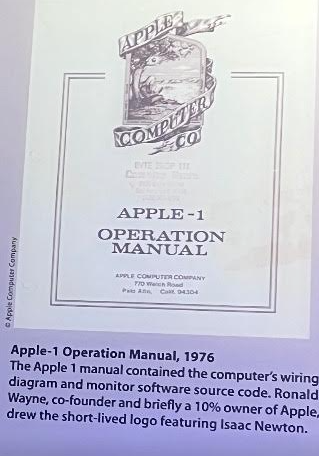 APPLE
COMPUTER
CO
APPLE-1
OPERATION
MANUAL
APPLE COMPUTER COMPANY
770 Welch Road
Palo Alto, Calif. 94304
© Apple Computer Company
Apple-1 Operation Manual, 1976
The Apple 1 manual contained the computer's wiring
diagram and monitor software source code. Ronald
Wayne, co-founder and briefly a 10% owner of Apple,
drew the short-lived logo featuring Isaac Newton.